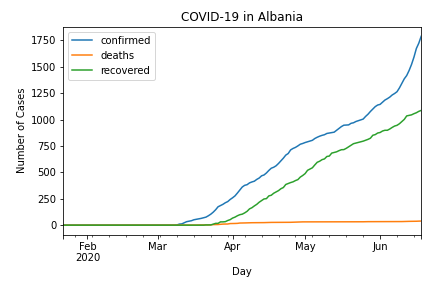 COVID-19 in Albania
confirmed
deaths
recovered
Number of Cases
1750
1500
1250
1000
750
500
250
0
Feb
2020
Mar
Apr
May
Jun
Day